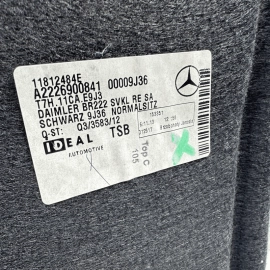 11812484E
A2226900841 00009J36
T7H.11CA.E9J3
DAIMLER BR222 SVKL RE SA
SCHWARZ 9J36 NORMALSITZ
Q-ST: Q3/3583/12
IDEAL TSB
AUTOMOTIVE
Top C
105